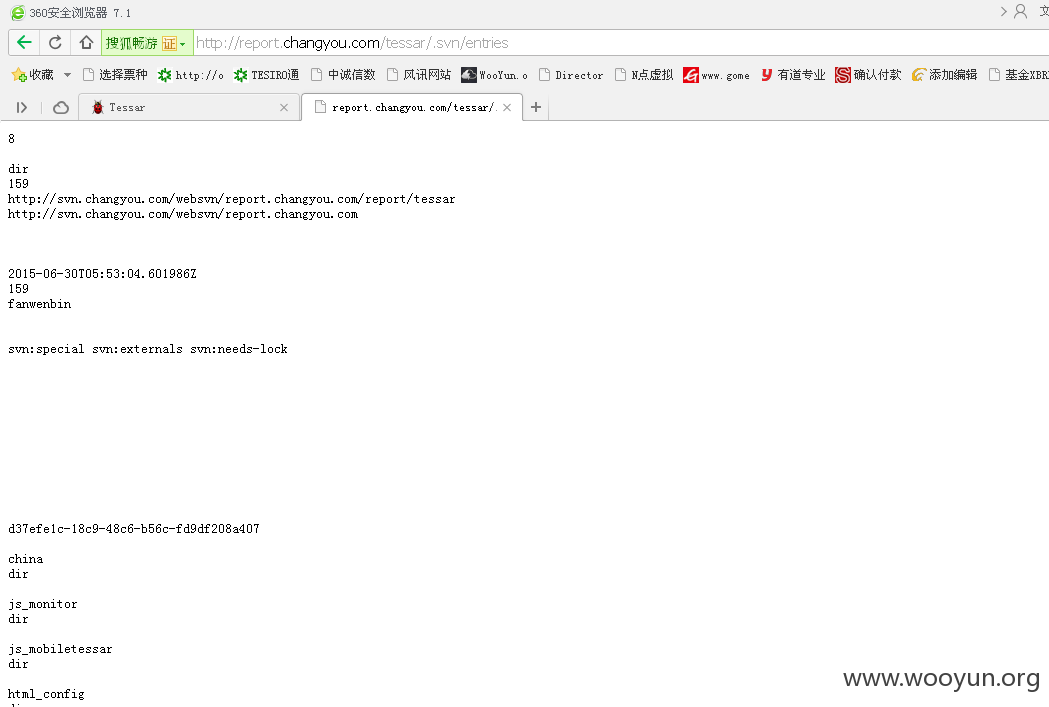 360安全浏览器 7.1
文
搜狐畅游 证 http://report.changyou.com/tessar/.svn/entries
收藏 选择票种 http://o TESIRO通 中诚信数 风讯网站 WooYun.o Director N点虚拟 www.gome 有道专业 确认付款 添加编辑 基金XBR
Tessar report.changyou.com/tessar/.
8
dir
159
http://svn.changyou.com/websvn/report.changyou.com/report/tessar
http://svn.changyou.com/websvn/report.changyou.com
2015-06-30T05:53:04.601986Z
159
fanwenbin
svn:special svn:externals svn:needs-lock
d37efe1c-18c9-48c6-b56c-fd9df208a407
china
dir
js_monitor
dir
js_mobiletessar
dir
html_config
www.wooyun.org